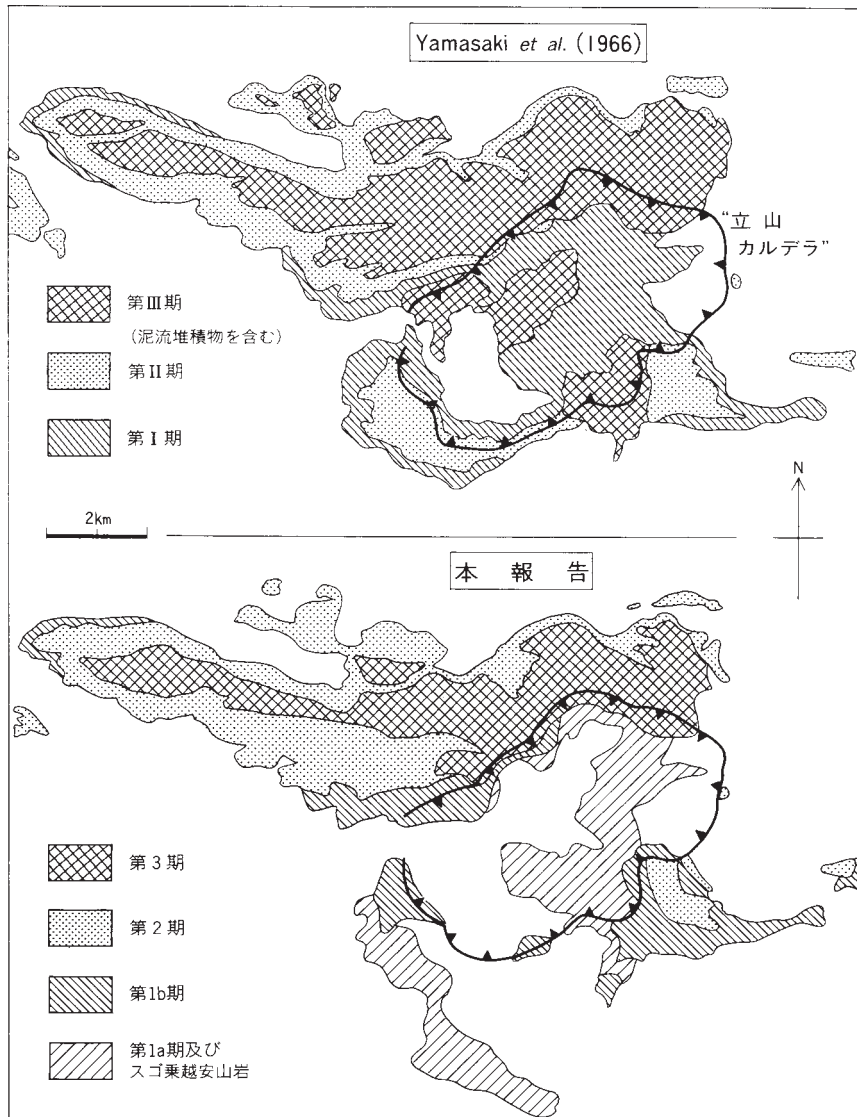 Yamasaki et al. (1966)
“立山
カルデラ”
第Ⅲ期
(泥流堆積物を含む)
第Ⅱ期
第Ⅰ期
N
2km
本報告
第3期
第2期
第1b期
第1a期及び
スゴ乗越安山岩